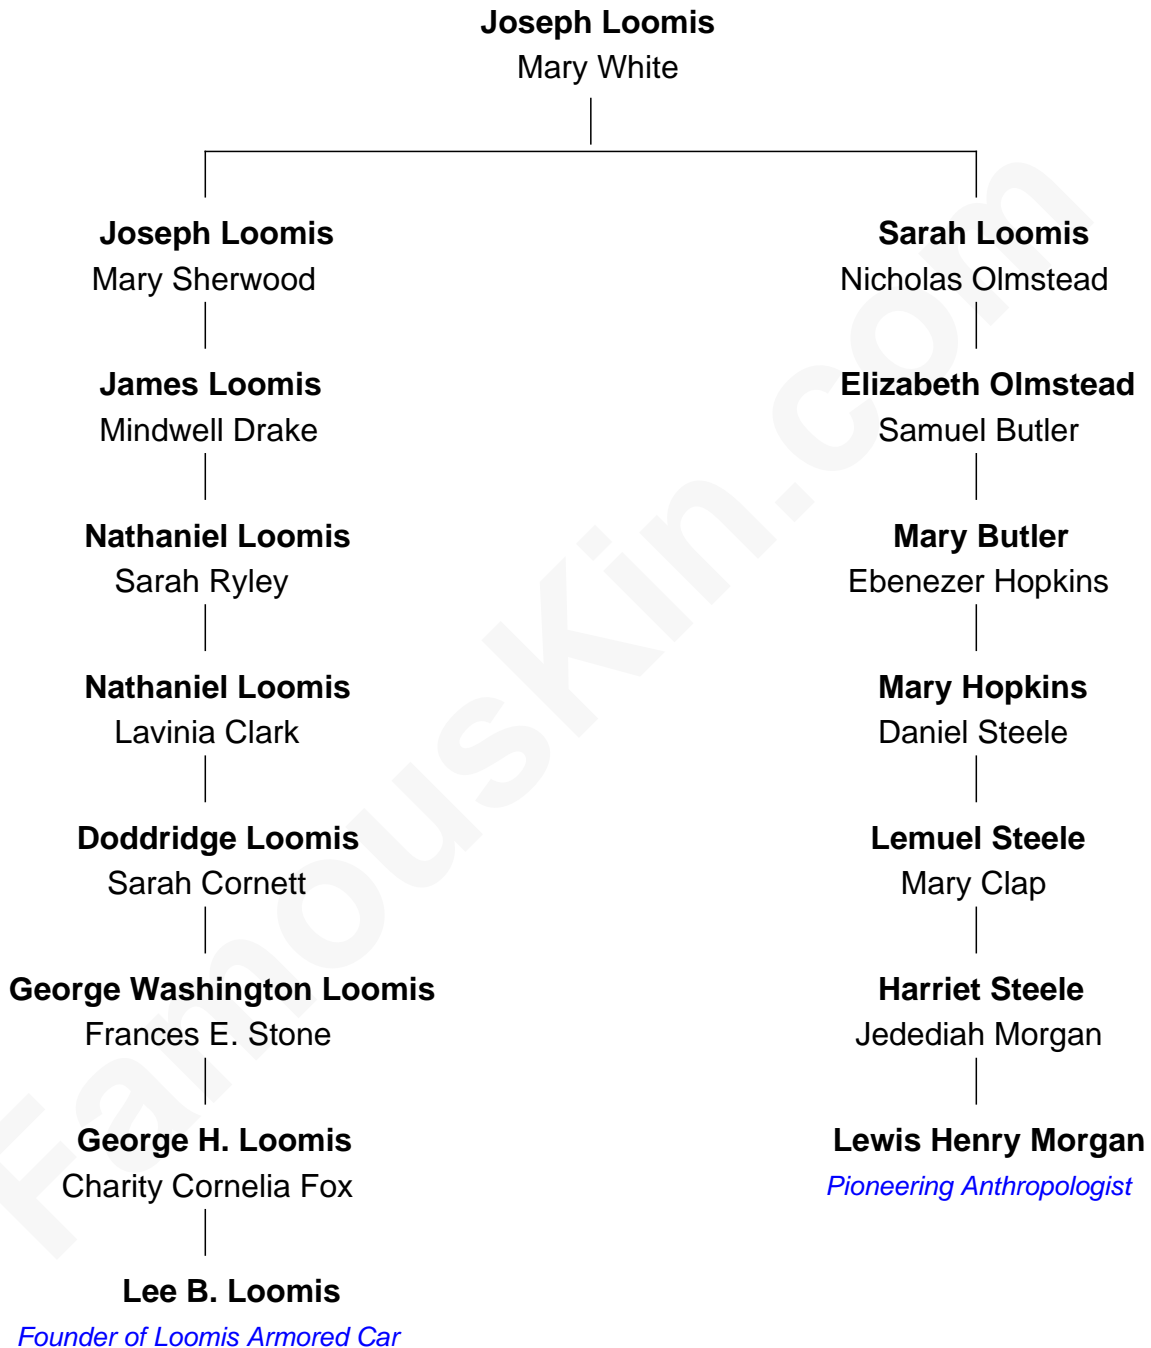 Joseph Loomis
Mary White
Joseph Loomis
Mary Sherwood
Sarah Loomis
Nicholas Olmstead
James Loomis
Mindwell Drake
Elizabeth Olmstead
Samuel Butler
Nathaniel Loomis
Sarah Ryley
Mary Butler
Ebenezer Hopkins
Nathaniel Loomis
Lavinia Clark
Mary Hopkins
Daniel Steele
Doddridge Loomis
Sarah Cornett
Lemuel Steele
Mary Clap
George Washington Loomis
Frances E. Stone
Harriet Steele
Jedediah Morgan
George H. Loomis
Charity Cornelia Fox
Lewis Henry Morgan
Pioneering Anthropologist
Lee B. Loomis
Founder of Loomis Armored Car
FamousKin.com